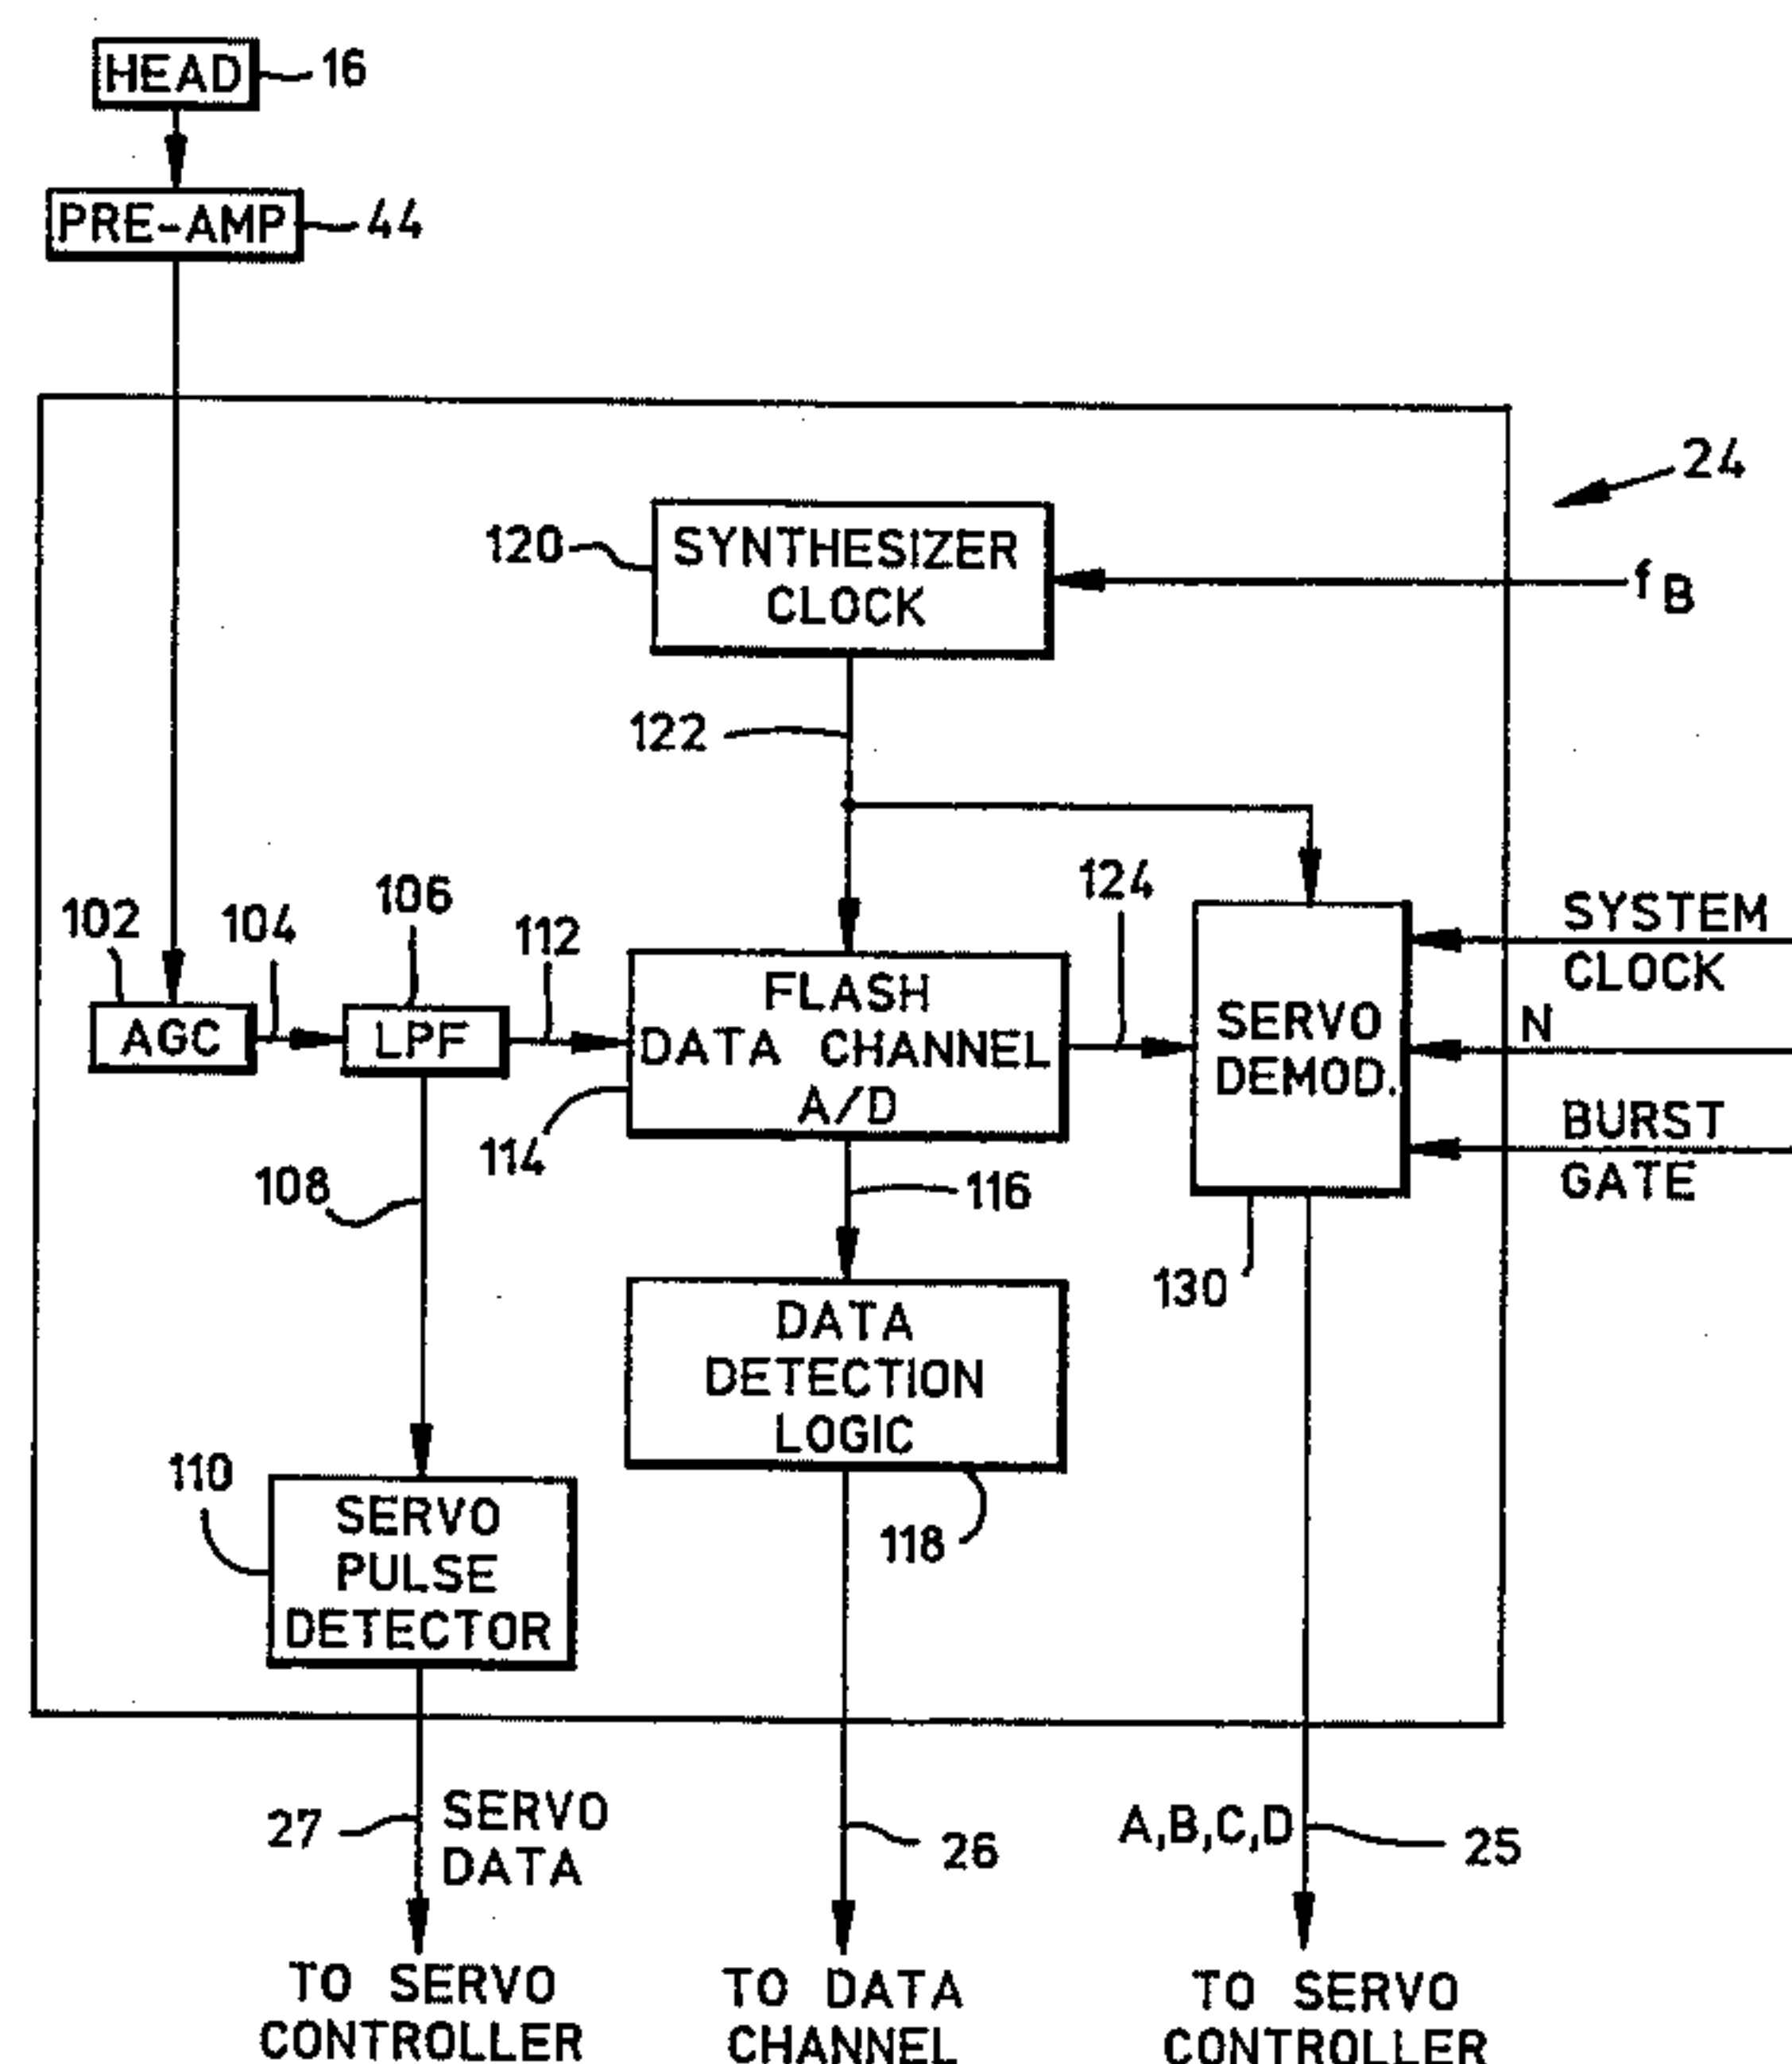 HEAD 16
PRE-AMP 44
24
120 SYNTHESIZER
CLOCK
f B
122
124
102 104 106 112
SYSTEM
CLOCK
AGC LPF
FLASH
DATA CHANNEL
A/D
SERVO
DEMOD.
N
BURST
GATE
108
114
116
130
DATA
DETECTION
LOGIC
110
118
SERVO
PULSE
DETECTOR
27 SERVO
DATA
26
A,B,C,D 25
TO SERVO
CONTROLLER
TO DATA
CHANNEL
TO SERVO
CONTROLLER